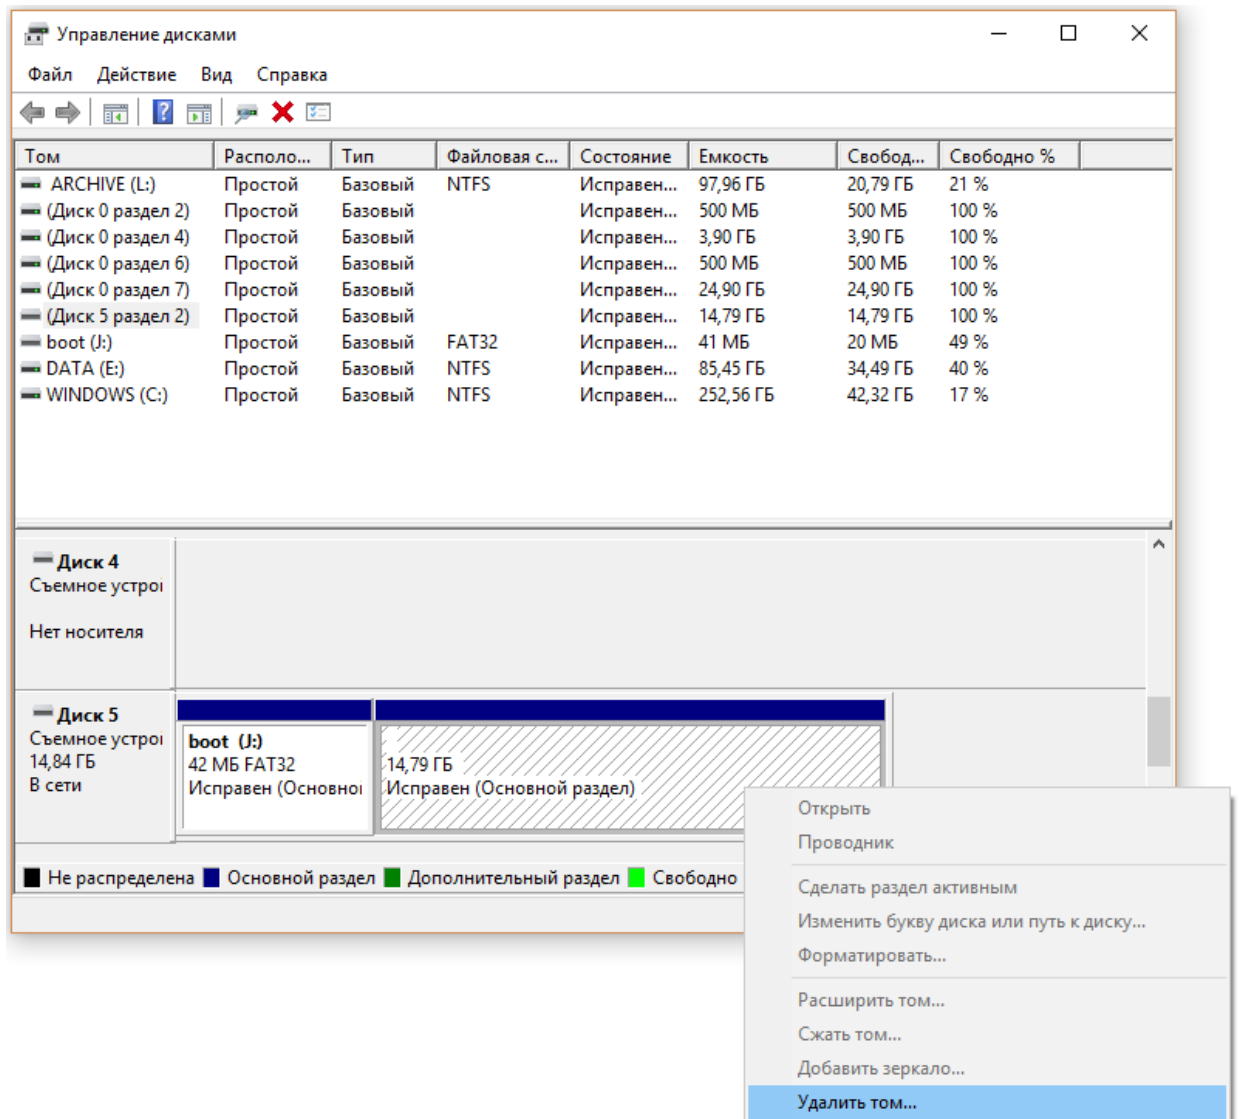 Управление дисками
Файл Действие Вид Справка
Том Располо... Тип Файловая с... Состояние Емкость Свобод... Свободно %
ARCHIVE (L:) Простой Базовый NTFS Исправен... 97,96 ГБ 20,79 ГБ 21 %
(Диск 0 раздел 2) Простой Базовый Исправен... 500 МБ 500 МБ 100 %
(Диск 0 раздел 4) Простой Базовый Исправен... 3,90 ГБ 3,90 ГБ 100 %
(Диск 0 раздел 6) Простой Базовый Исправен... 500 МБ 500 МБ 100 %
(Диск 0 раздел 7) Простой Базовый Исправен... 24,90 ГБ 24,90 ГБ 100 %
(Диск 5 раздел 2) Простой Базовый Исправен... 14,79 ГБ 14,79 ГБ 100 %
boot (J:) Простой Базовый FAT32 Исправен... 41 МБ 20 МБ 49 %
DATA (E:) Простой Базовый NTFS Исправен... 85,45 ГБ 34,49 ГБ 40 %
WINDOWS (C:) Простой Базовый NTFS Исправен... 252,56 ГБ 42,32 ГБ 17 %
Диск 4
Съемное устрої
Нет носителя
Диск 5
Съемное устрої
14,84 ГБ
В сети
boot (J:)
42 МБ FAT32
Исправен (Основної
14,79 ГБ
Исправен (Основной раздел)
Не распределена Основной раздел Дополнительный раздел Свободно
Открыть
Проводник
Сделать раздел активным
Изменить букву диска или путь к диску...
Форматировать...
Расширить том...
Сжать том...
Добавить зеркало...
Удалить том...